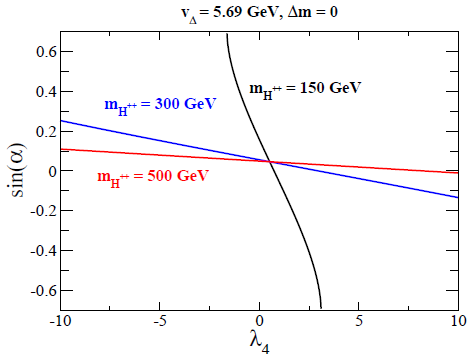 v_Δ = 5.69 GeV, Δm = 0
0.6
0.4
m_H⁺⁺ = 150 GeV
m_H⁺⁺ = 300 GeV
0.2
sin(α)
0
m_H⁺⁺ = 500 GeV
-0.2
-0.4
-0.6
-10 -5 0 5 10
λ₄